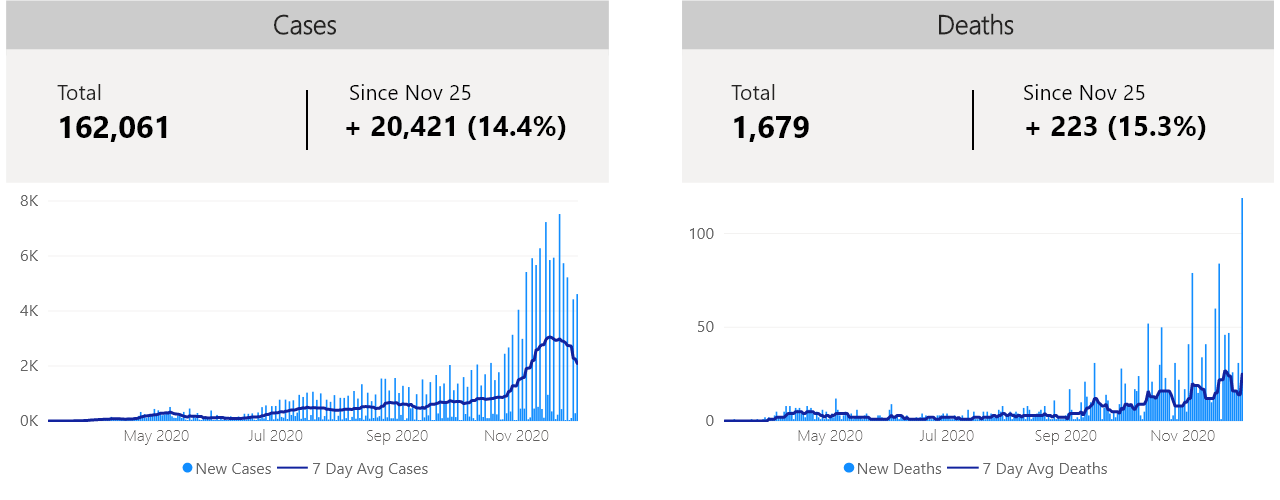 Cases
Total
162,061
Since Nov 25
+ 20,421 (14.4%)
8K
6K
4K
2K
0K
May 2020 Jul 2020 Sep 2020 Nov 2020
New Cases 7 Day Avg Cases
Deaths
Total
1,679
Since Nov 25
+ 223 (15.3%)
100
50
0
May 2020 Jul 2020 Sep 2020 Nov 2020
New Deaths 7 Day Avg Deaths